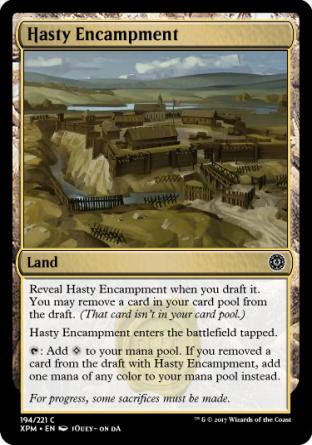 Hasty Encampment
Land
Reveal Hasty Encampment when you draft it.
You may remove a card in your card pool from
the draft. (That card isn't in your card pool.)
Hasty Encampment enters the battlefield tapped.
: Add to your mana pool. If you removed a
card from the draft with Hasty Encampment, add
one mana of any color to your mana pool instead.
For progress, some sacrifices must be made.
194/221 C
XPM • EN 1OUEY- ON DA
™ & © 2017 Wizards of the Coast